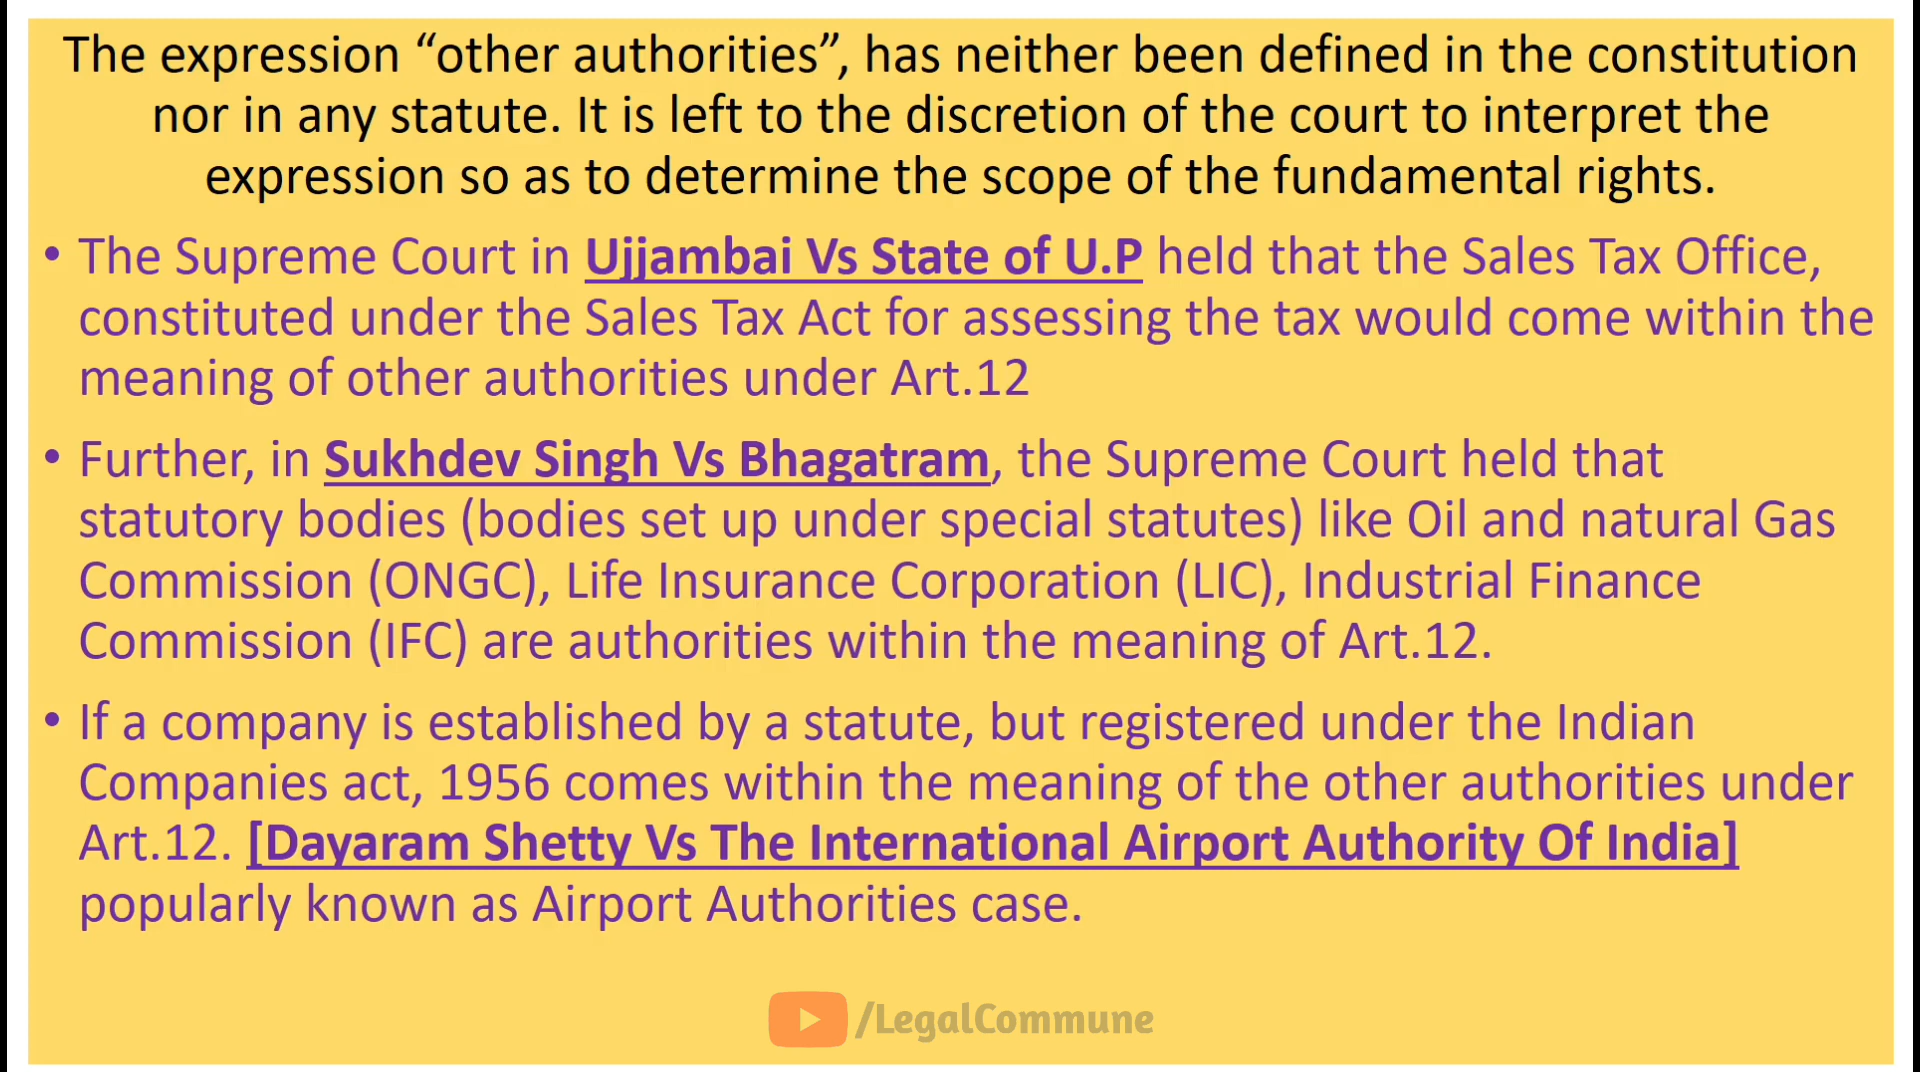 The expression “other authorities”, has neither been defined in the constitution
nor in any statute. It is left to the discretion of the court to interpret the
expression so as to determine the scope of the fundamental rights.
• The Supreme Court in Ujjambai Vs State of U.P held that the Sales Tax Office,
constituted under the Sales Tax Act for assessing the tax would come within the
meaning of other authorities under Art.12
• Further, in Sukhdev Singh Vs Bhagatram, the Supreme Court held that
statutory bodies (bodies set up under special statutes) like Oil and natural Gas
Commission (ONGC), Life Insurance Corporation (LIC), Industrial Finance
Commission (IFC) are authorities within the meaning of Art.12.
• If a company is established by a statute, but registered under the Indian
Companies act, 1956 comes within the meaning of the other authorities under
Art.12. [Dayaram Shetty Vs The International Airport Authority Of India]
popularly known as Airport Authorities case.
/LegalCommune